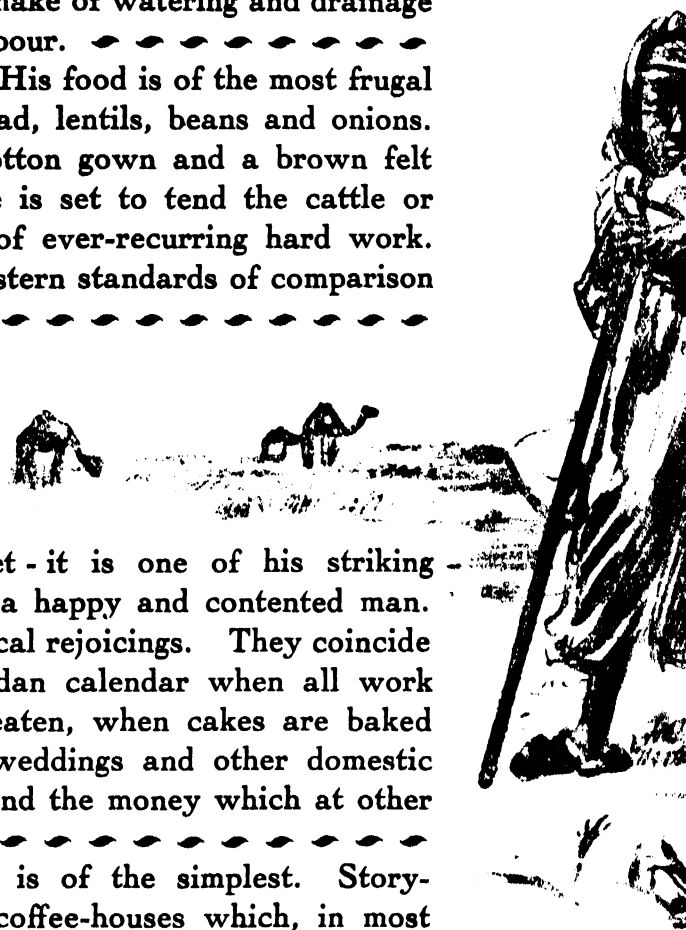 make of watering and drainage
bour.
His food is of the most frugal
ad, lentils, beans and onions.
otton gown and a brown felt
e is set to tend the cattle or
of ever-recurring hard work.
stern standards of comparison
et - it is one of his striking
a happy and contented man.
cal rejoicings. They coincide
dan calendar when all work
eaten, when cakes are baked
weddings and other domestic
nd the money which at other
is of the simplest. Story-
coffee-houses which, in most